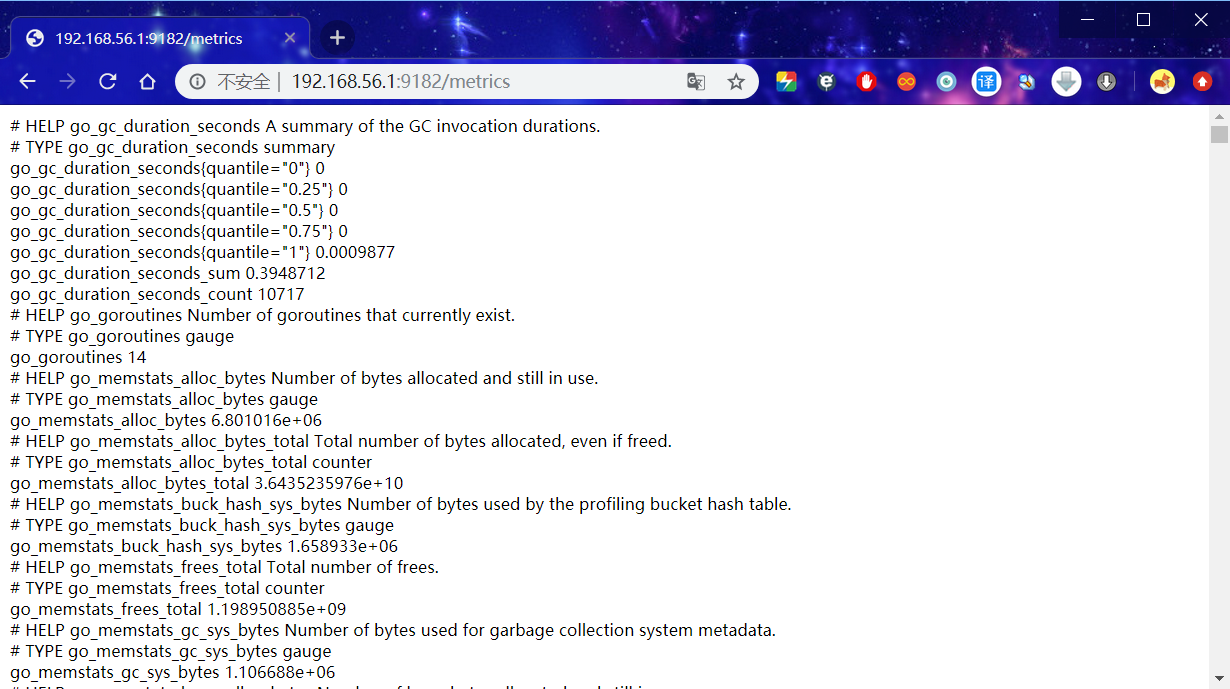 192.168.56.1:9182/metrics
不安全 | 192.168.56.1:9182/metrics
译
# HELP go_gc_duration_seconds A summary of the GC invocation durations.
# TYPE go_gc_duration_seconds summary
go_gc_duration_seconds{quantile="0"} 0
go_gc_duration_seconds{quantile="0.25"} 0
go_gc_duration_seconds{quantile="0.5"} 0
go_gc_duration_seconds{quantile="0.75"} 0
go_gc_duration_seconds{quantile="1"} 0.0009877
go_gc_duration_seconds_sum 0.3948712
go_gc_duration_seconds_count 10717
# HELP go_goroutines Number of goroutines that currently exist.
# TYPE go_goroutines gauge
go_goroutines 14
# HELP go_memstats_alloc_bytes Number of bytes allocated and still in use.
# TYPE go_memstats_alloc_bytes gauge
go_memstats_alloc_bytes 6.801016e+06
# HELP go_memstats_alloc_bytes_total Total number of bytes allocated, even if freed.
# TYPE go_memstats_alloc_bytes_total counter
go_memstats_alloc_bytes_total 3.6435235976e+10
# HELP go_memstats_buck_hash_sys_bytes Number of bytes used by the profiling bucket hash table.
# TYPE go_memstats_buck_hash_sys_bytes gauge
go_memstats_buck_hash_sys_bytes 1.658933e+06
# HELP go_memstats_frees_total Total number of frees.
# TYPE go_memstats_frees_total counter
go_memstats_frees_total 1.198950885e+09
# HELP go_memstats_gc_sys_bytes Number of bytes used for garbage collection system metadata.
# TYPE go_memstats_gc_sys_bytes gauge
go_memstats_gc_sys_bytes 1.106688e+06